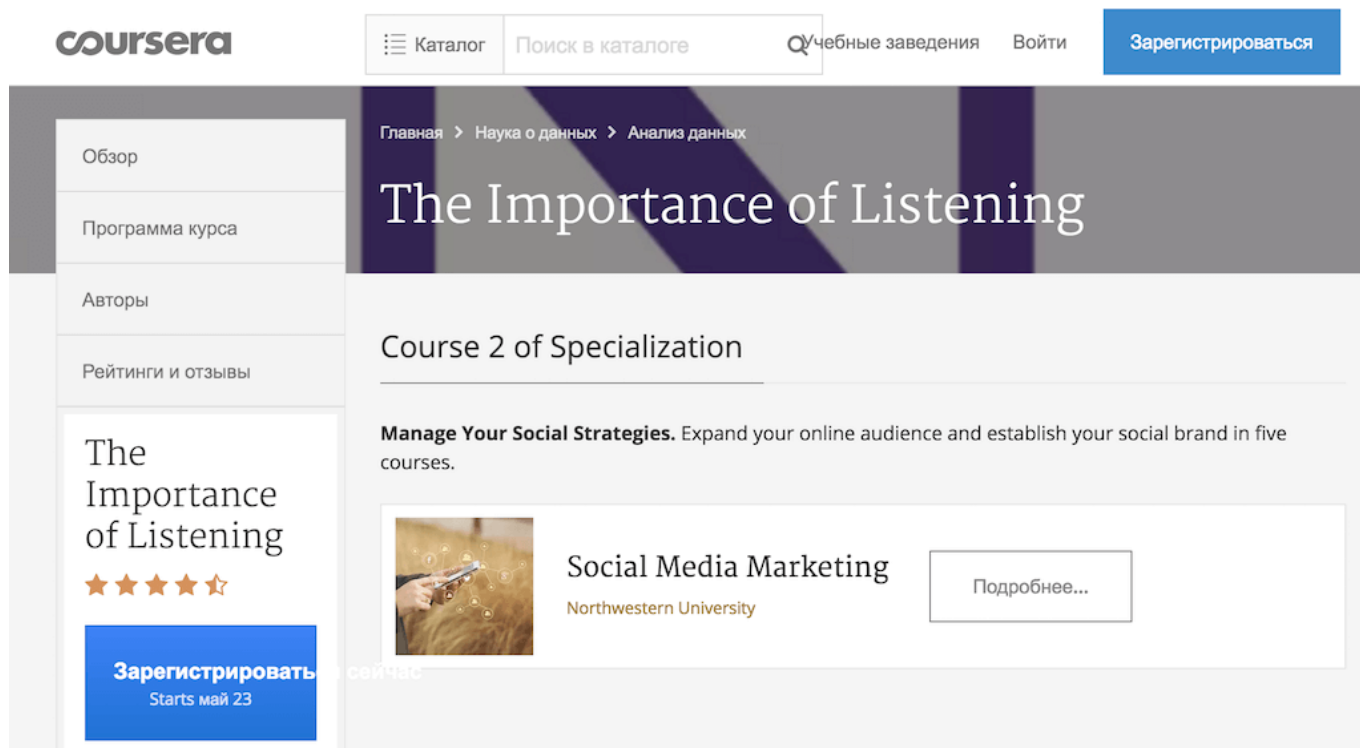 coursera
Каталог
Поиск в каталоге
Учебные заведения
Войти
Зарегистрироваться
Обзор
Программа курса
Авторы
Рейтинги и отзывы
Главная > Наука о данных > Анализ данных
The Importance of Listening
Course 2 of Specialization
Manage Your Social Strategies. Expand your online audience and establish your social brand in five
courses.
Social Media Marketing
Northwestern University
Подробнее...
The
Importance
of Listening
Зарегистрироваться сейчас
Starts май 23